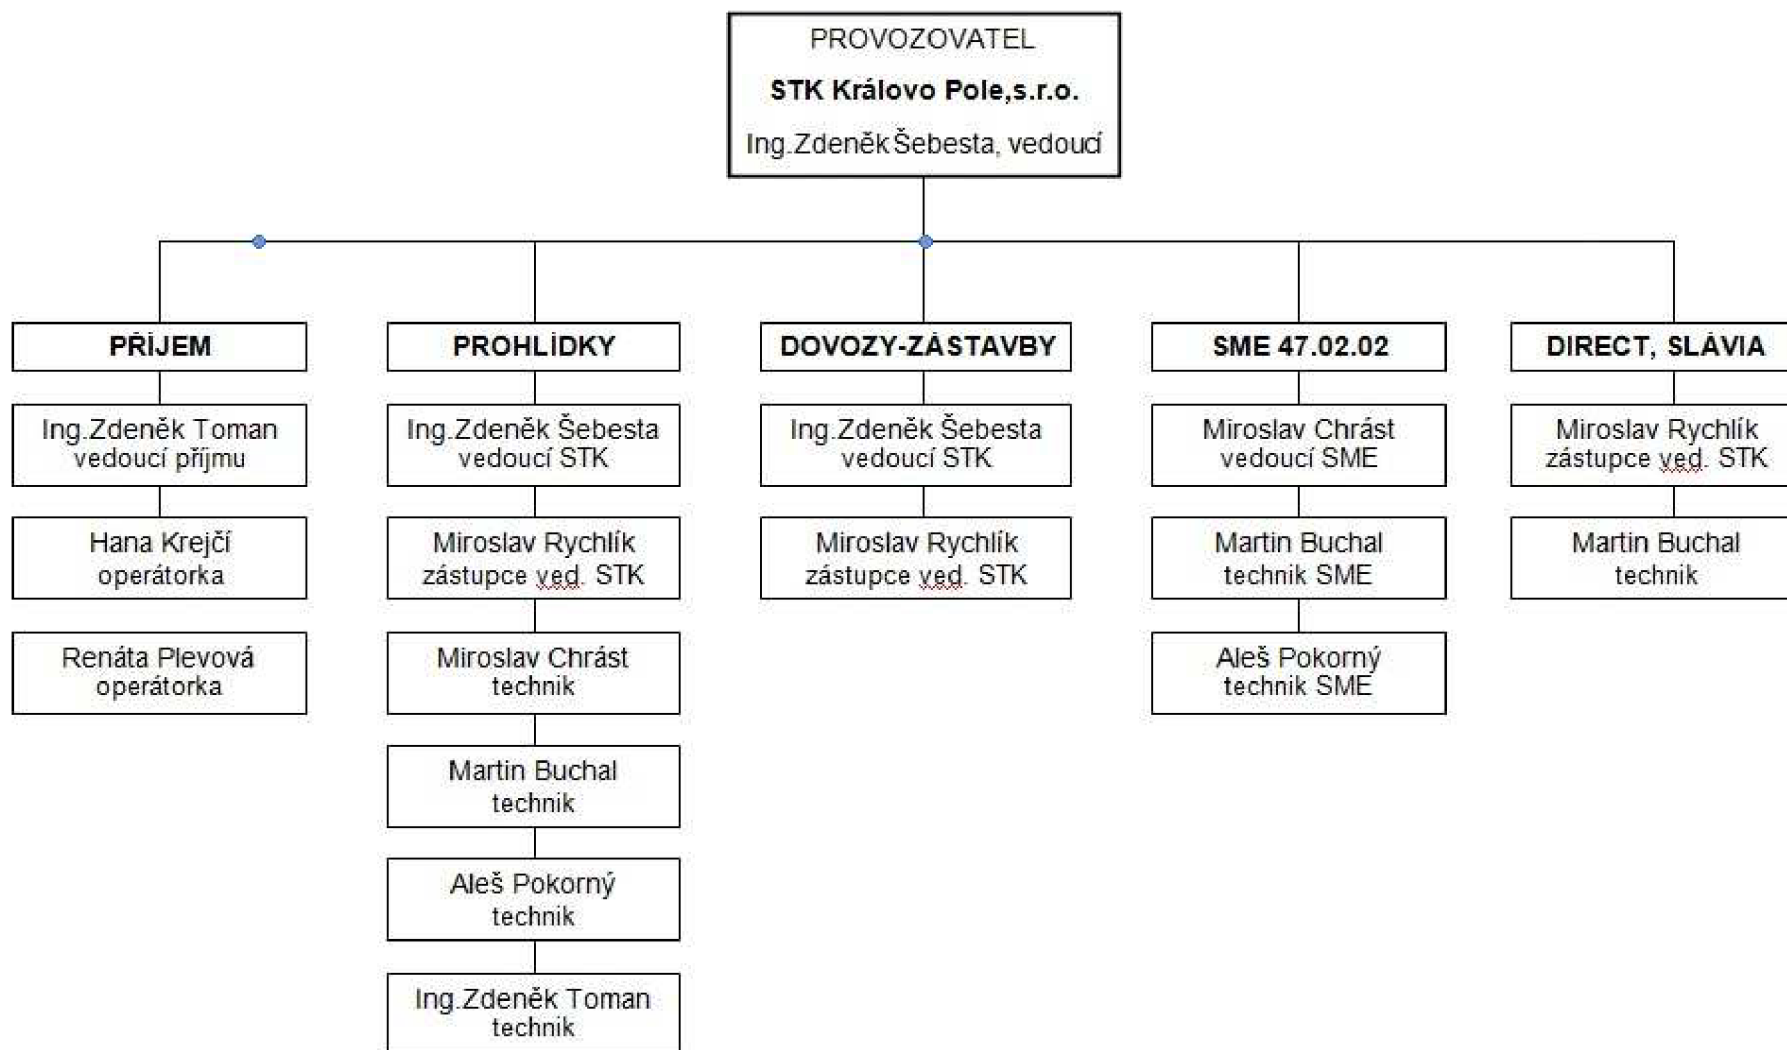 PROVOZOVATEL
STK Královo Pole,s.r.o.
Ing.Zdeněk Šebesta, vedoucí
PŘÍJEM
Ing.Zdeněk Toman
vedoucí příjmu
Hana Krejčí
operátorka
Renáta Plevová
operátorka
PROHLÍDKY
Ing.Zdeněk Šebesta
vedoucí STK
Miroslav Rychlík
zástupce ved. STK
Miroslav Chrást
technik
Martin Buchal
technik
Aleš Pokorný
technik
Ing.Zdeněk Toman
technik
DOVOZY-ZÁSTAVBY
Ing.Zdeněk Šebesta
vedoucí STK
Miroslav Rychlík
zástupce ved. STK
SME 47.02.02
Miroslav Chrást
vedoucí SME
Martin Buchal
technik SME
Aleš Pokorný
technik SME
DIRECT, SLÁVIA
Miroslav Rychlík
zástupce ved. STK
Martin Buchal
technik